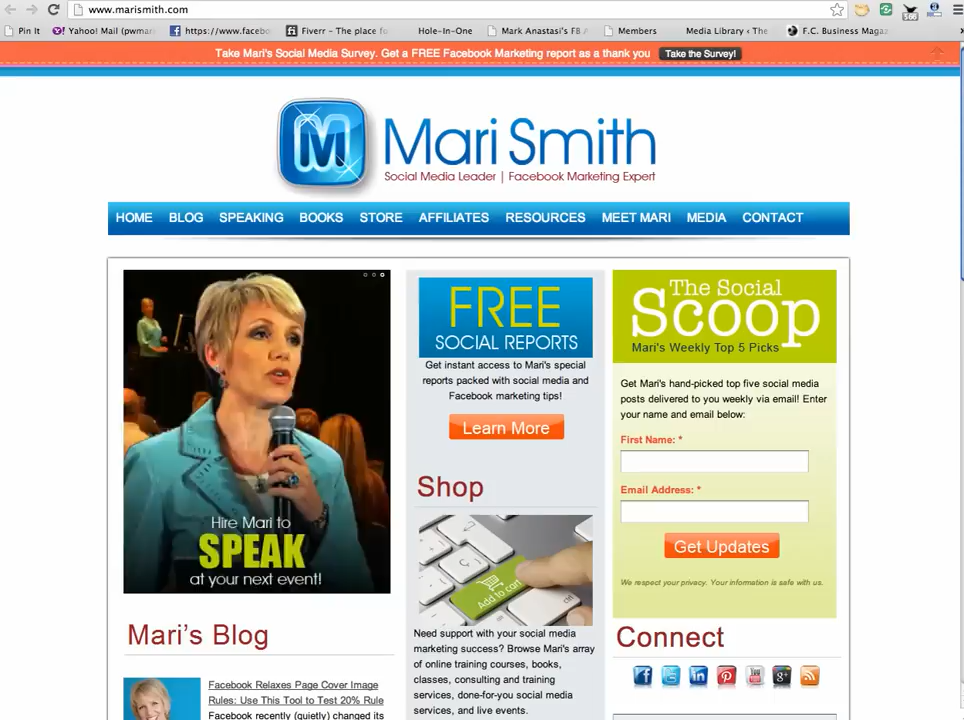 www.marismith.com
366
Pin It
Yahoo! Mail (pwmar
https://www.facebo
Fiverr – The place fo
Hole-In-One
Mark Anastasi's FB A
Members
Media Library ‹ The
F.C. Business Magaz
Take Mari's Social Media Survey. Get a FREE Facebook Marketing report as a thank you
Take the Survey!
M
Mari Smith
Social Media Leader | Facebook Marketing Expert
HOME BLOG SPEAKING BOOKS STORE AFFILIATES RESOURCES MEET MARI MEDIA CONTACT
Hire Mari to
SPEAK
at your next event!
Mari's Blog
Facebook Relaxes Page Cover Image
Rules: Use This Tool to Test 20% Rule
Facebook recently (quietly) changed its
FREE
SOCIAL REPORTS
Get instant access to Mari's special
reports packed with social media and
Facebook marketing tips!
Learn More
Shop
Add to cart
ctrl
Need support with your social media
marketing success? Browse Mari's array
of online training courses, books,
classes, consulting and training
services, done-for-you social media
services, and live events.
The Social
Scoop
Mari's Weekly Top 5 Picks
Get Mari's hand-picked top five social media
posts delivered to you weekly via email! Enter
your name and email below:
First Name: *
Email Address: *
Get Updates
We respect your privacy. Your information is safe with us.
Connect